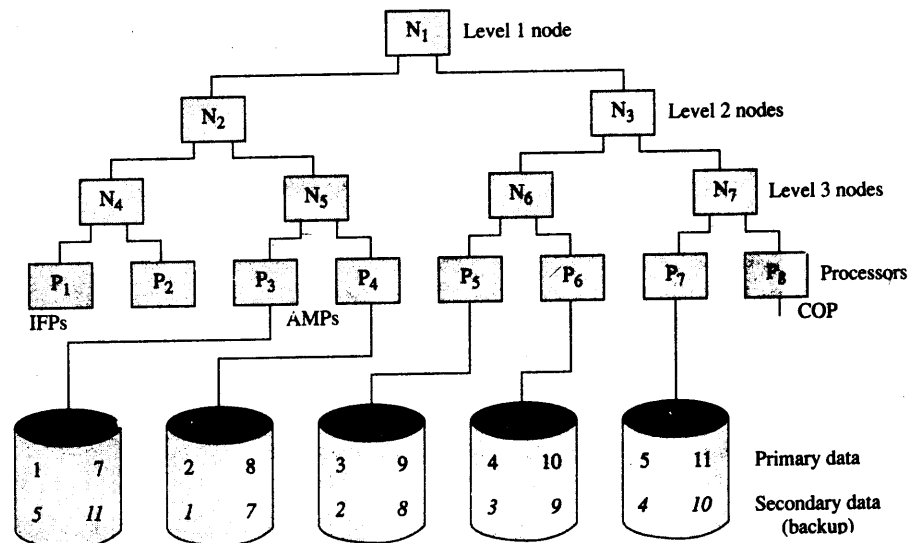 N1 Level 1 node
N2 N3 Level 2 nodes
N4 N5 N6 N7 Level 3 nodes
P1 P2 P3 P4 P5 P6 P7 P8 Processors
IFPs AMPs COP
1 7 2 8 3 9 4 10 5 11 Primary data
5 11 1 7 2 8 3 9 4 10 Secondary data
(backup)